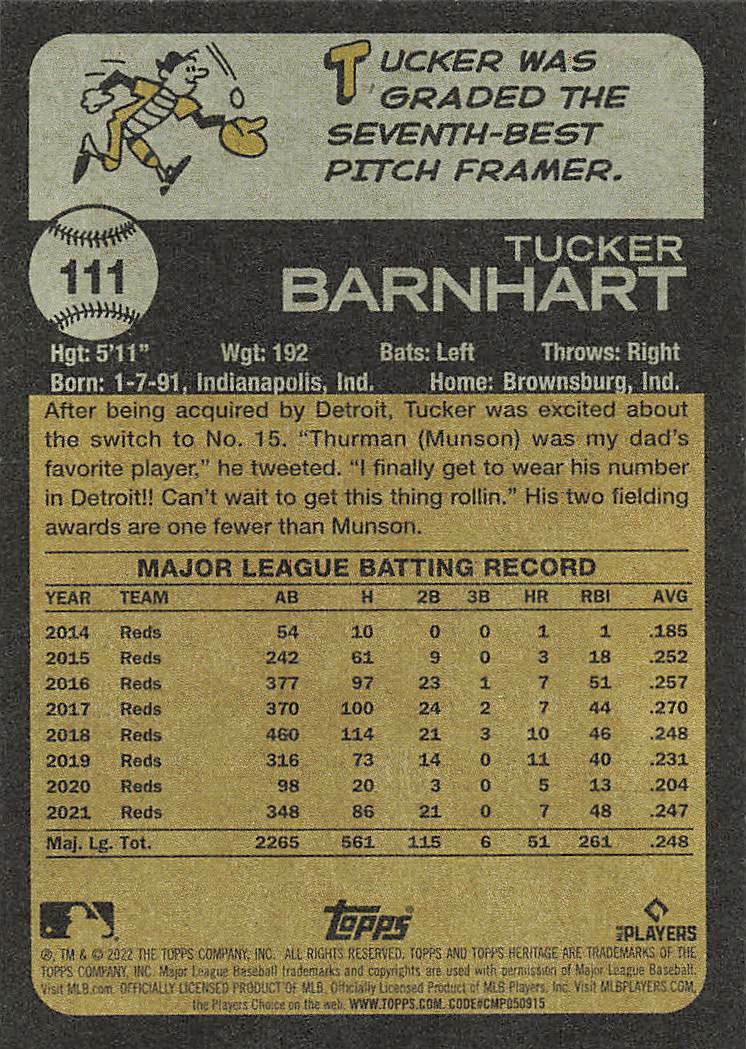 TUCKER WAS
GRADED THE
SEVENTH-BEST
PITCH FRAMER.
111
TUCKER
BARNHART
Hgt: 5'11" Wgt: 192 Bats: Left Throws: Right
Born: 1-7-91, Indianapolis, Ind. Home: Brownsburg, Ind.
After being acquired by Detroit, Tucker was excited about
the switch to No. 15. “Thurman (Munson) was my dad’s
favorite player,” he tweeted. “I finally get to wear his number
in Detroit!! Can’t wait to get this thing rollin.” His two fielding
awards are one fewer than Munson.
MAJOR LEAGUE BATTING RECORD
YEAR TEAM AB H 2B 3B HR RBI AVG
2014 Reds 54 10 0 0 1 1 .185
2015 Reds 242 61 9 0 3 18 .252
2016 Reds 377 97 23 1 7 51 .257
2017 Reds 370 100 24 2 7 44 .270
2018 Reds 460 114 21 3 10 46 .248
2019 Reds 316 73 14 0 11 40 .231
2020 Reds 98 20 3 0 5 13 .204
2021 Reds 348 86 21 0 7 48 .247
Maj. Lg. Tot. 2265 561 115 6 51 261 .248
Topps
MLB PLAYERS
®, TM & © 2022 THE TOPPS COMPANY, INC. ALL RIGHTS RESERVED. TOPPS AND TOPPS HERITAGE ARE TRADEMARKS OF THE
TOPPS COMPANY, INC. Major League Baseball trademarks and copyrights are used with permission of Major League Baseball.
Visit MLB.com. OFFICIALLY LICENSED PRODUCT OF MLB. Officially Licensed Product of MLB Players, Inc. Visit MLBPLAYERS.COM,
the Players Choice on the web. WWW.TOPPS.COM. CODE#CMP050915